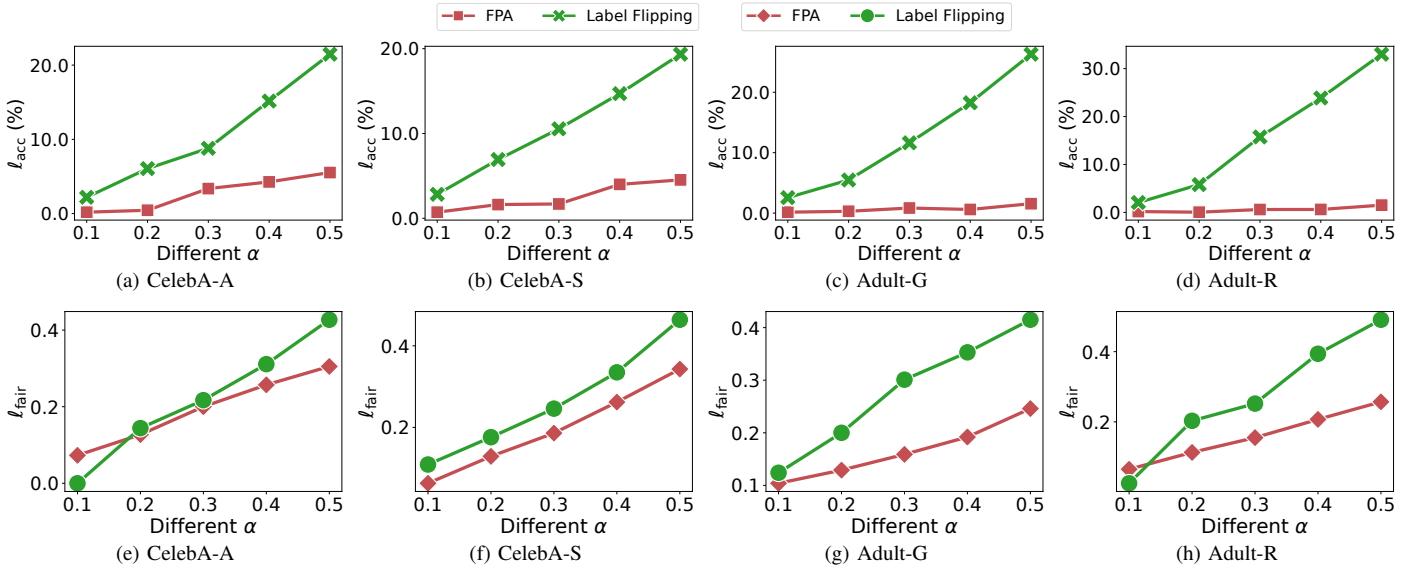 FPA Label Flipping FPA Label Flipping
ℓacc (%)
20.0
10.0
0.0
0.1 0.2 0.3 0.4 0.5
Different α
(a) CelebA-A
ℓacc (%)
20.0
10.0
0.0
0.1 0.2 0.3 0.4 0.5
Different α
(b) CelebA-S
ℓacc (%)
20.0
10.0
0.0
0.1 0.2 0.3 0.4 0.5
Different α
(c) Adult-G
ℓacc (%)
30.0
20.0
10.0
0.0
0.1 0.2 0.3 0.4 0.5
Different α
(d) Adult-R
ℓfair
0.4
0.2
0.0
0.1 0.2 0.3 0.4 0.5
Different α
(e) CelebA-A
ℓfair
0.4
0.2
0.1 0.2 0.3 0.4 0.5
Different α
(f) CelebA-S
ℓfair
0.4
0.3
0.2
0.1
0.1 0.2 0.3 0.4 0.5
Different α
(g) Adult-G
ℓfair
0.4
0.2
0.1 0.2 0.3 0.4 0.5
Different α
(h) Adult-R